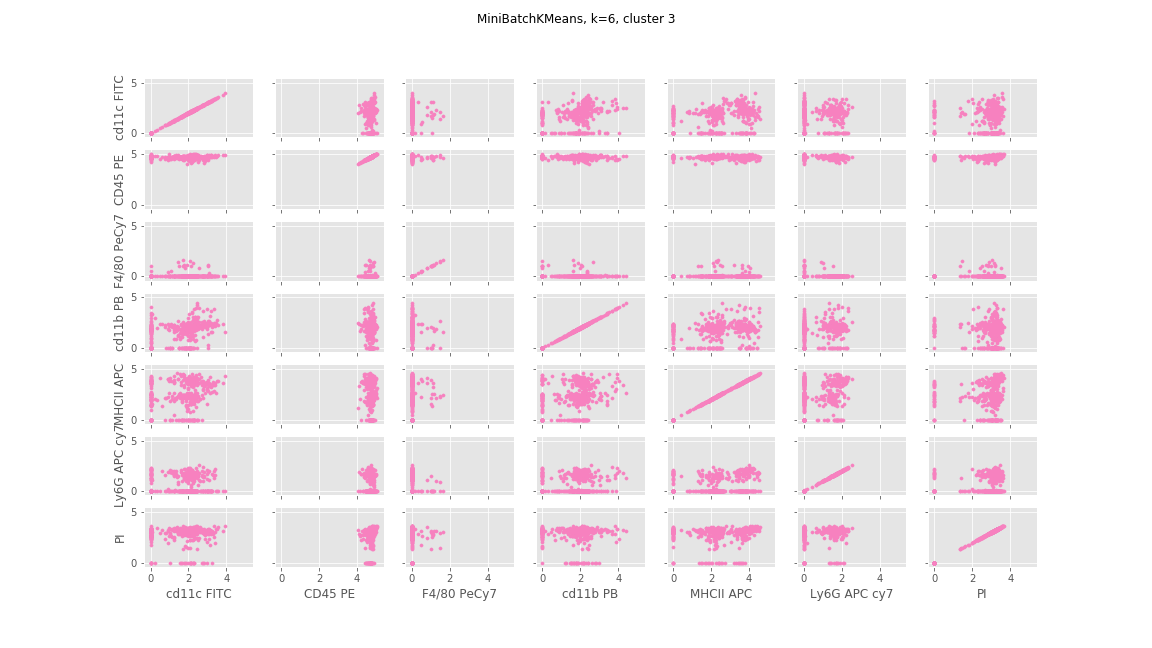 MiniBatchKMeans, k=6, cluster 3
cd11c FITC
5
0
CD45 PE
5
0
F4/80 PeCy7
5
0
cd11b PB
5
0
MHCII APC
5
0
Ly6G APC cy7
5
0
PI
5
0
0 2 4 0 2 4 0 2 4 0 2 4 0 2 4 0 2 4 0 2 4
cd11c FITC CD45 PE F4/80 PeCy7 cd11b PB MHCII APC Ly6G APC cy7 PI